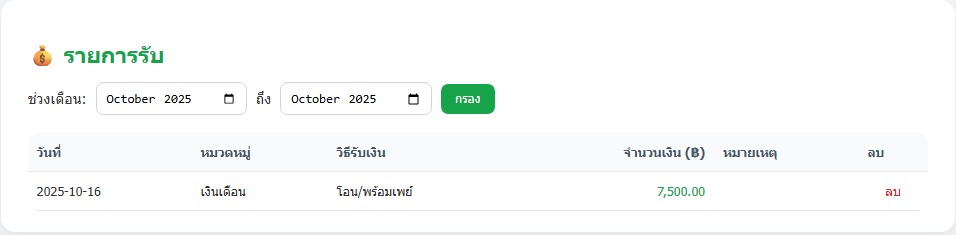 รายการรับ
ช่วงเดือน: October 2025 ถึง October 2025 กรอง
วันที่ หมวดหมู่ วิธีรับเงิน จำนวนเงิน (฿) หมายเหตุ ลบ
2025-10-16 เงินเดือน โอน/พร้อมเพย์ 7,500.00 ลบ